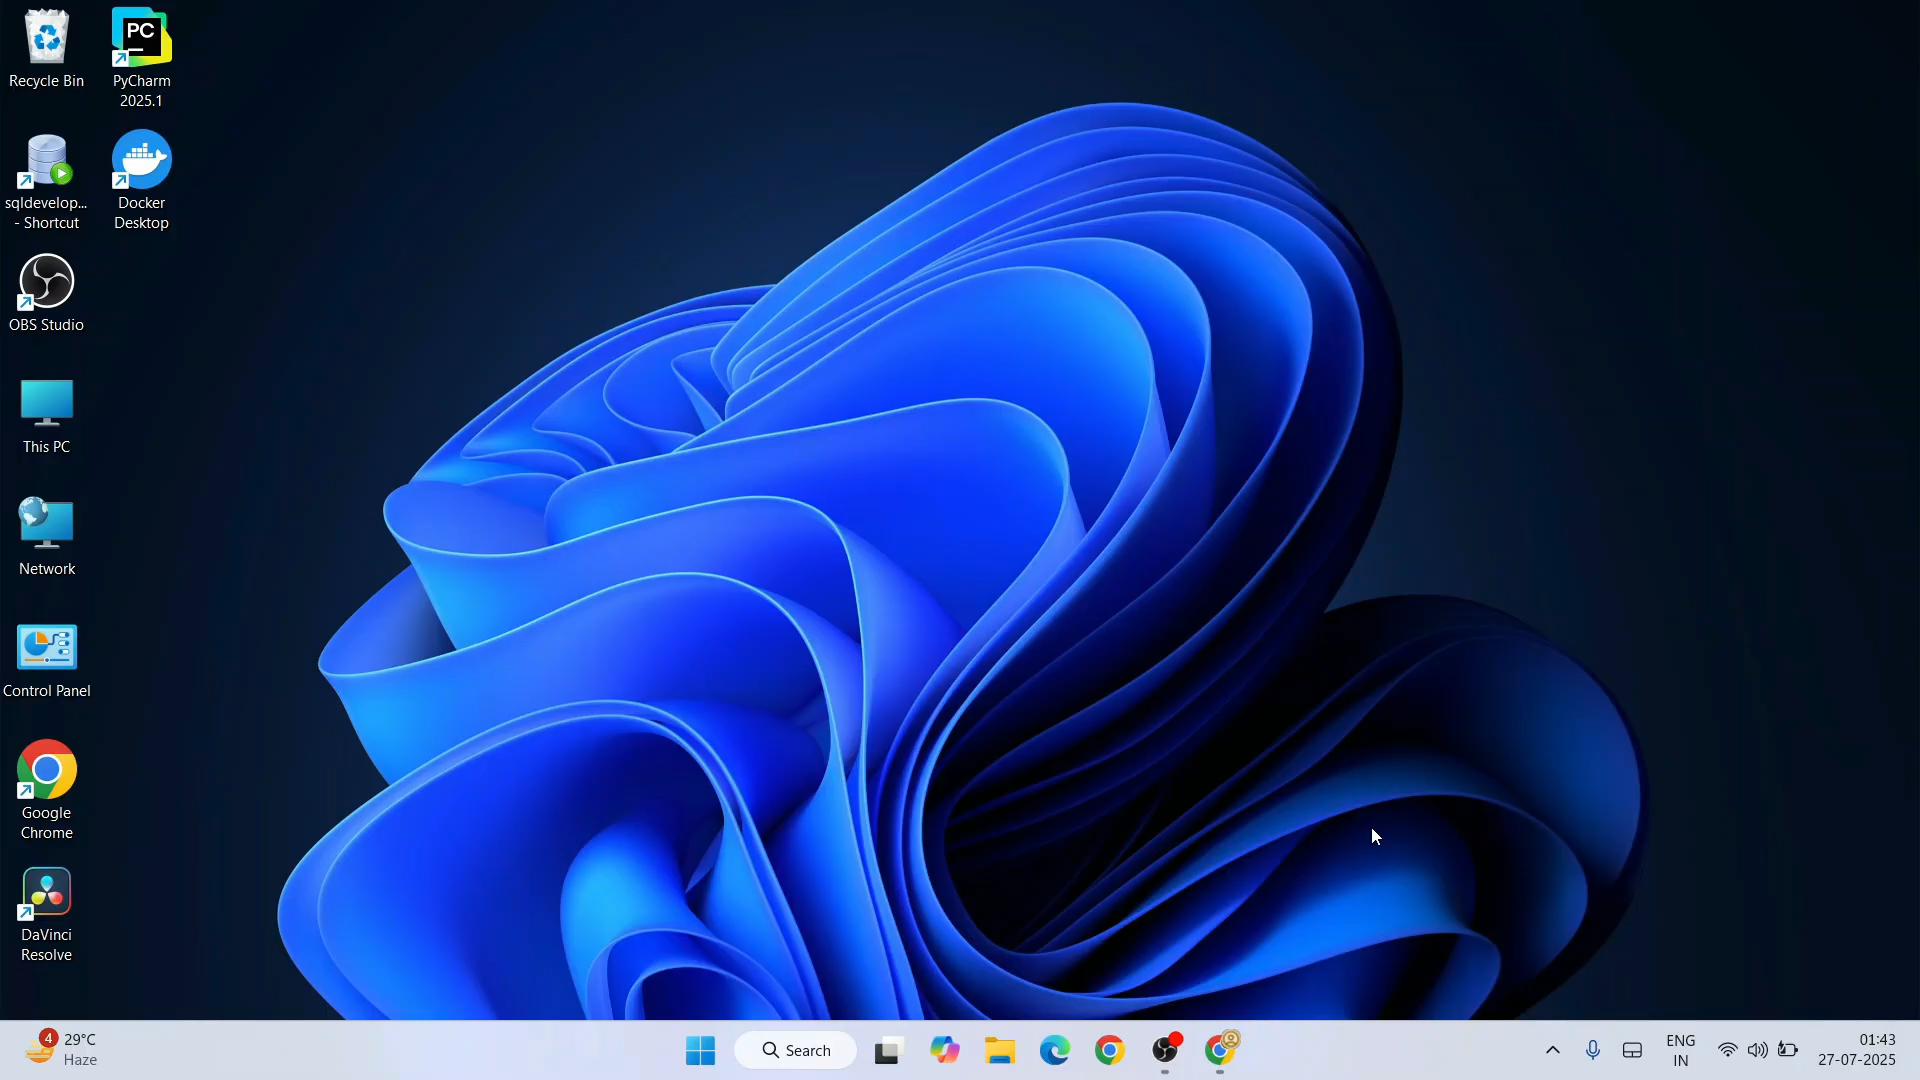 Recycle Bin
PC
PyCharm
2025.1
sqldevelop...
- Shortcut
Docker
Desktop
OBS Studio
This PC
Network
Control Panel
Google
Chrome
DaVinci
Resolve
4
29°C
Haze
Search
ENG
IN
01:43
27-07-2025